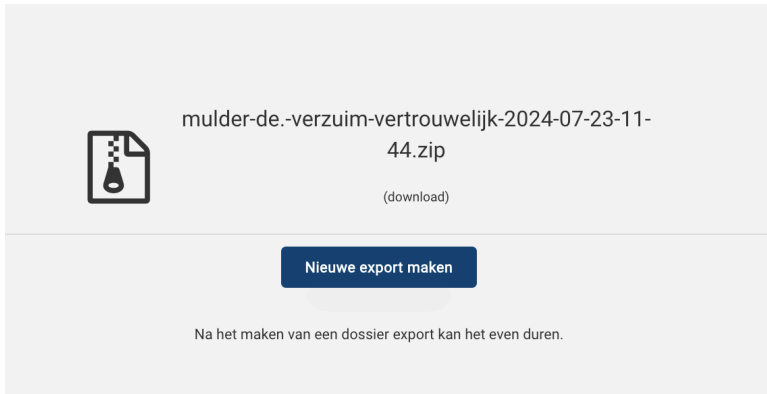 mulder-de.-verzuim-vertrouwelijk-2024-07-23-11-
44.zip
(download)
Nieuwe export maken
Na het maken van een dossier export kan het even duren.